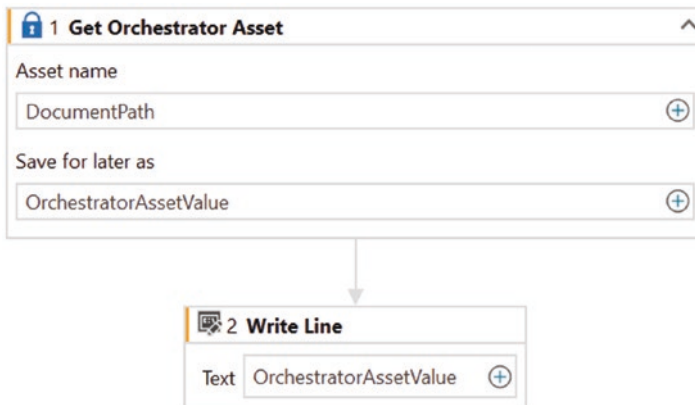 1 Get Orchestrator Asset
Asset name
DocumentPath
Save for later as
OrchestratorAssetValue
2 Write Line
Text OrchestratorAssetValue